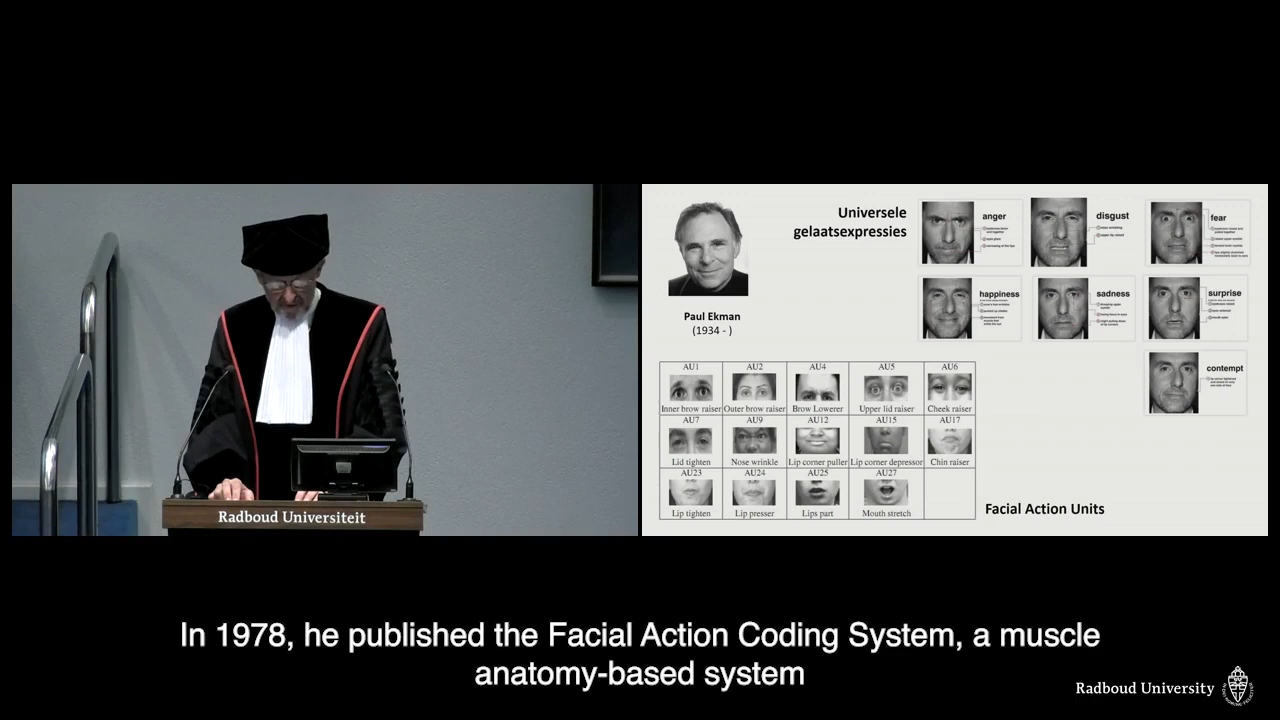 Radboud Universiteit
Universele
gelaatsexpressies
Paul Ekman
(1934 - )
anger
disgust
fear
happiness
sadness
surprise
contempt
AU1 AU2 AU4 AU5 AU6
Inner brow raiser Outer brow raiser Brow Lowerer Upper lid raiser Cheek raiser
AU7 AU9 AU12 AU15 AU17
Lid tighten Nose wrinkle Lip corner puller Lip corner depressor Chin raiser
AU23 AU24 AU25 AU27
Lip tighten Lip presser Lips part Mouth stretch
Facial Action Units
In 1978, he published the Facial Action Coding System, a muscle
anatomy-based system
Radboud University